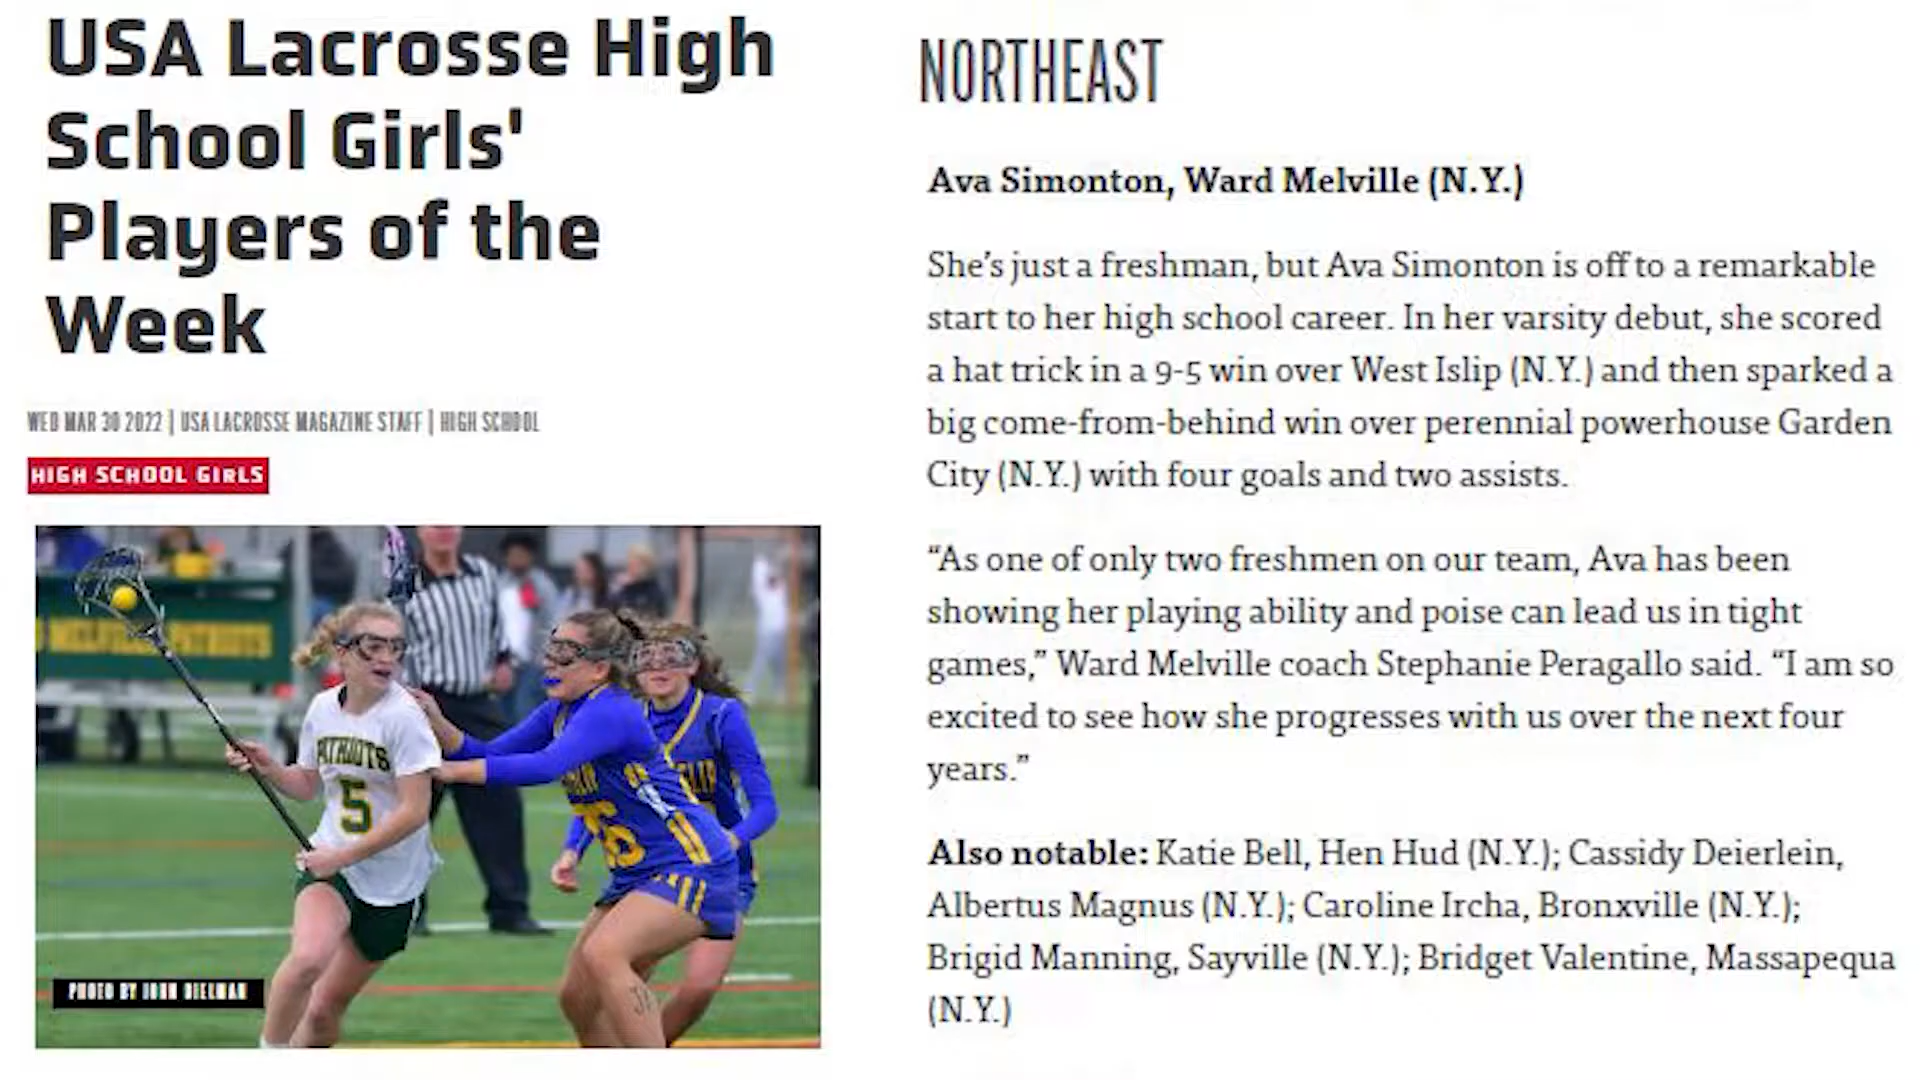 USA Lacrosse High
School Girls'
Players of the
Week
WED MAR 30 2022 | USA LACROSSE MAGAZINE STAFF | HIGH SCHOOL
HIGH SCHOOL GIRLS
PATRIOTS
5
PHOTO BY JOHN
NORTHEAST
Ava Simonton, Ward Melville (N.Y.)
She’s just a freshman, but Ava Simonton is off to a remarkable
start to her high school career. In her varsity debut, she scored
a hat trick in a 9-5 win over West Islip (N.Y.) and then sparked a
big come-from-behind win over perennial powerhouse Garden
City (N.Y.) with four goals and two assists.
“As one of only two freshmen on our team, Ava has been
showing her playing ability and poise can lead us in tight
games,” Ward Melville coach Stephanie Peragallo said. “I am so
excited to see how she progresses with us over the next four
years.”
Also notable: Katie Bell, Hen Hud (N.Y.); Cassidy Deierlein,
Albertus Magnus (N.Y.); Caroline Ircha, Bronxville (N.Y.);
Brigid Manning, Sayville (N.Y.); Bridget Valentine, Massapequa
(N.Y.)